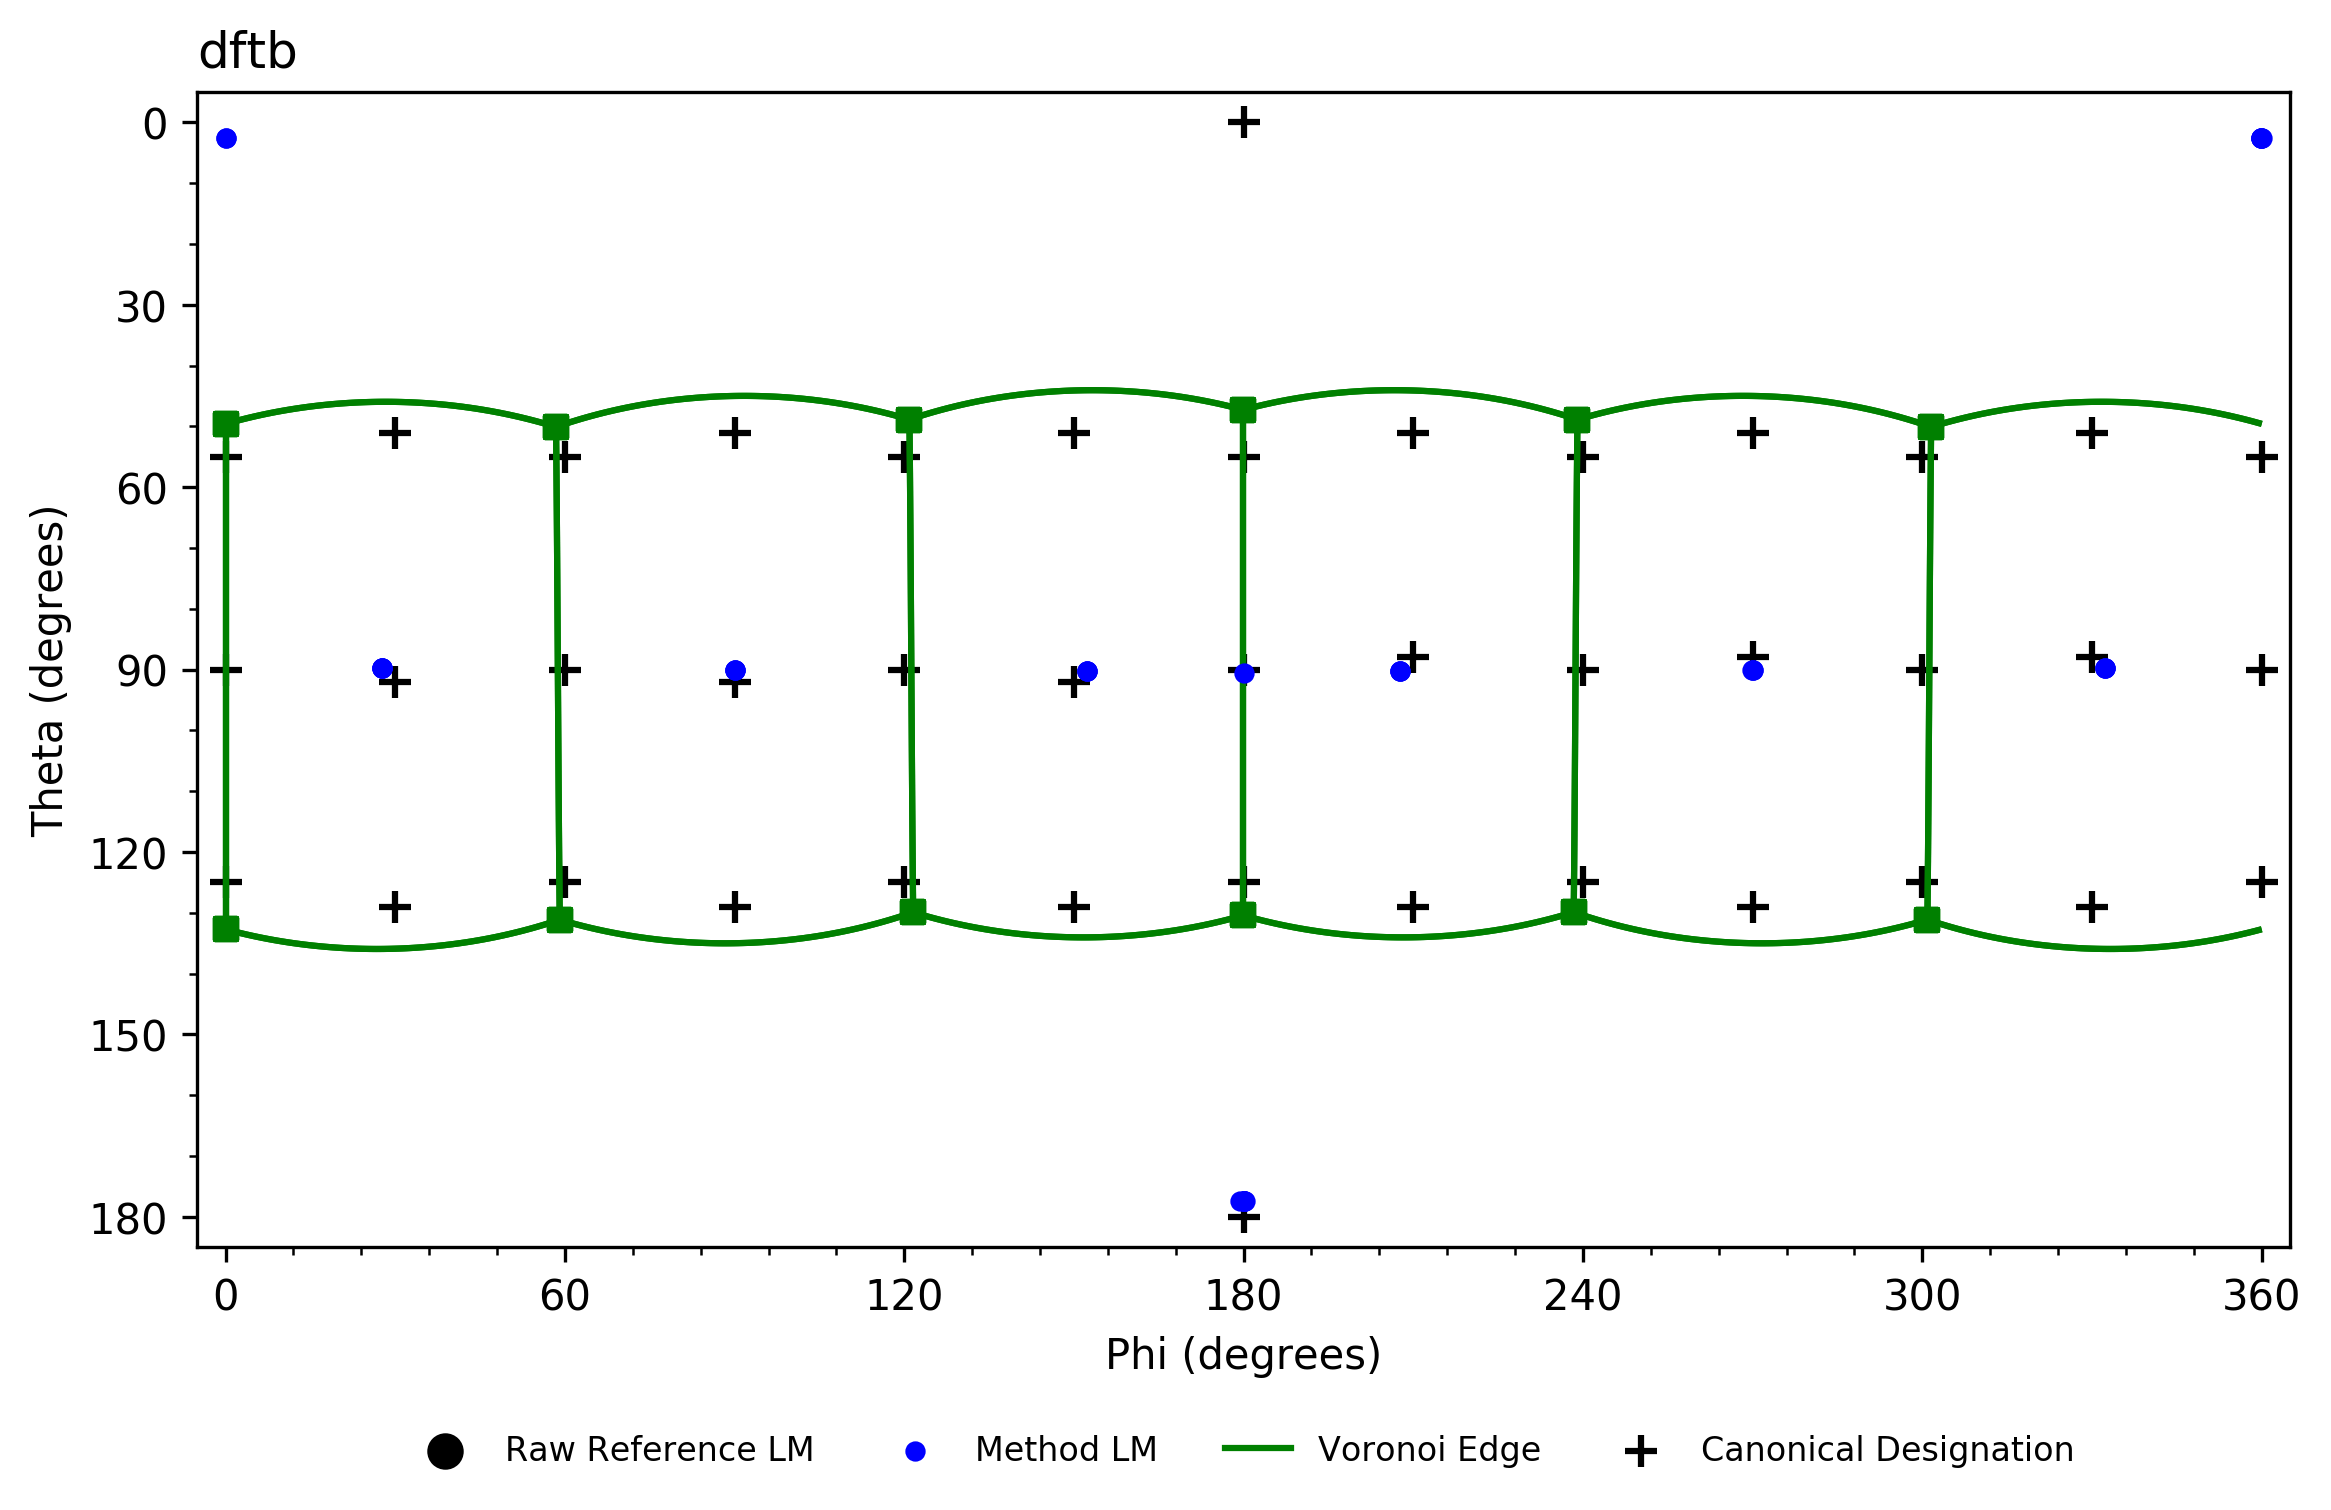 dftb
0
30
60
90
120
150
180
Theta (degrees)
0 60 120 180 240 300 360
Phi (degrees)
Raw Reference LM Method LM Voronoi Edge Canonical Designation